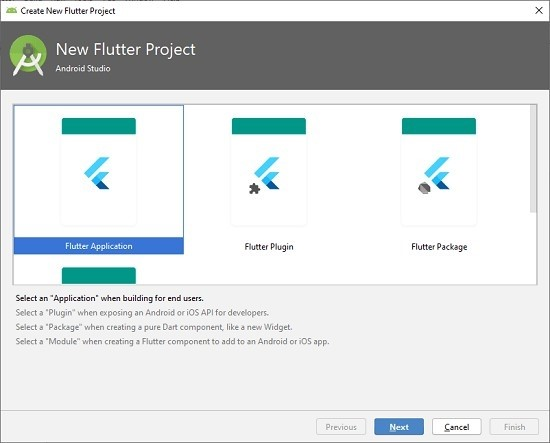 Create New Flutter Project
New Flutter Project
Android Studio
Flutter Application
Flutter Plugin
Flutter Package
Select an "Application" when building for end users.
Select a "Plugin" when exposing an Android or iOS API for developers.
Select a "Package" when creating a pure Dart component, like a new Widget.
Select a "Module" when creating a Flutter component to add to an Android or iOS app.
Previous
Next
Cancel
Finish